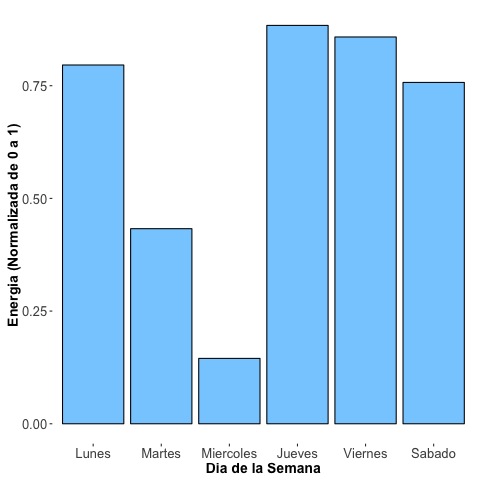 Energia (Normalizada de 0 a 1)
0.75
0.50
0.25
0.00
Lunes Martes Miercoles Jueves Viernes Sabado
Dia de la Semana